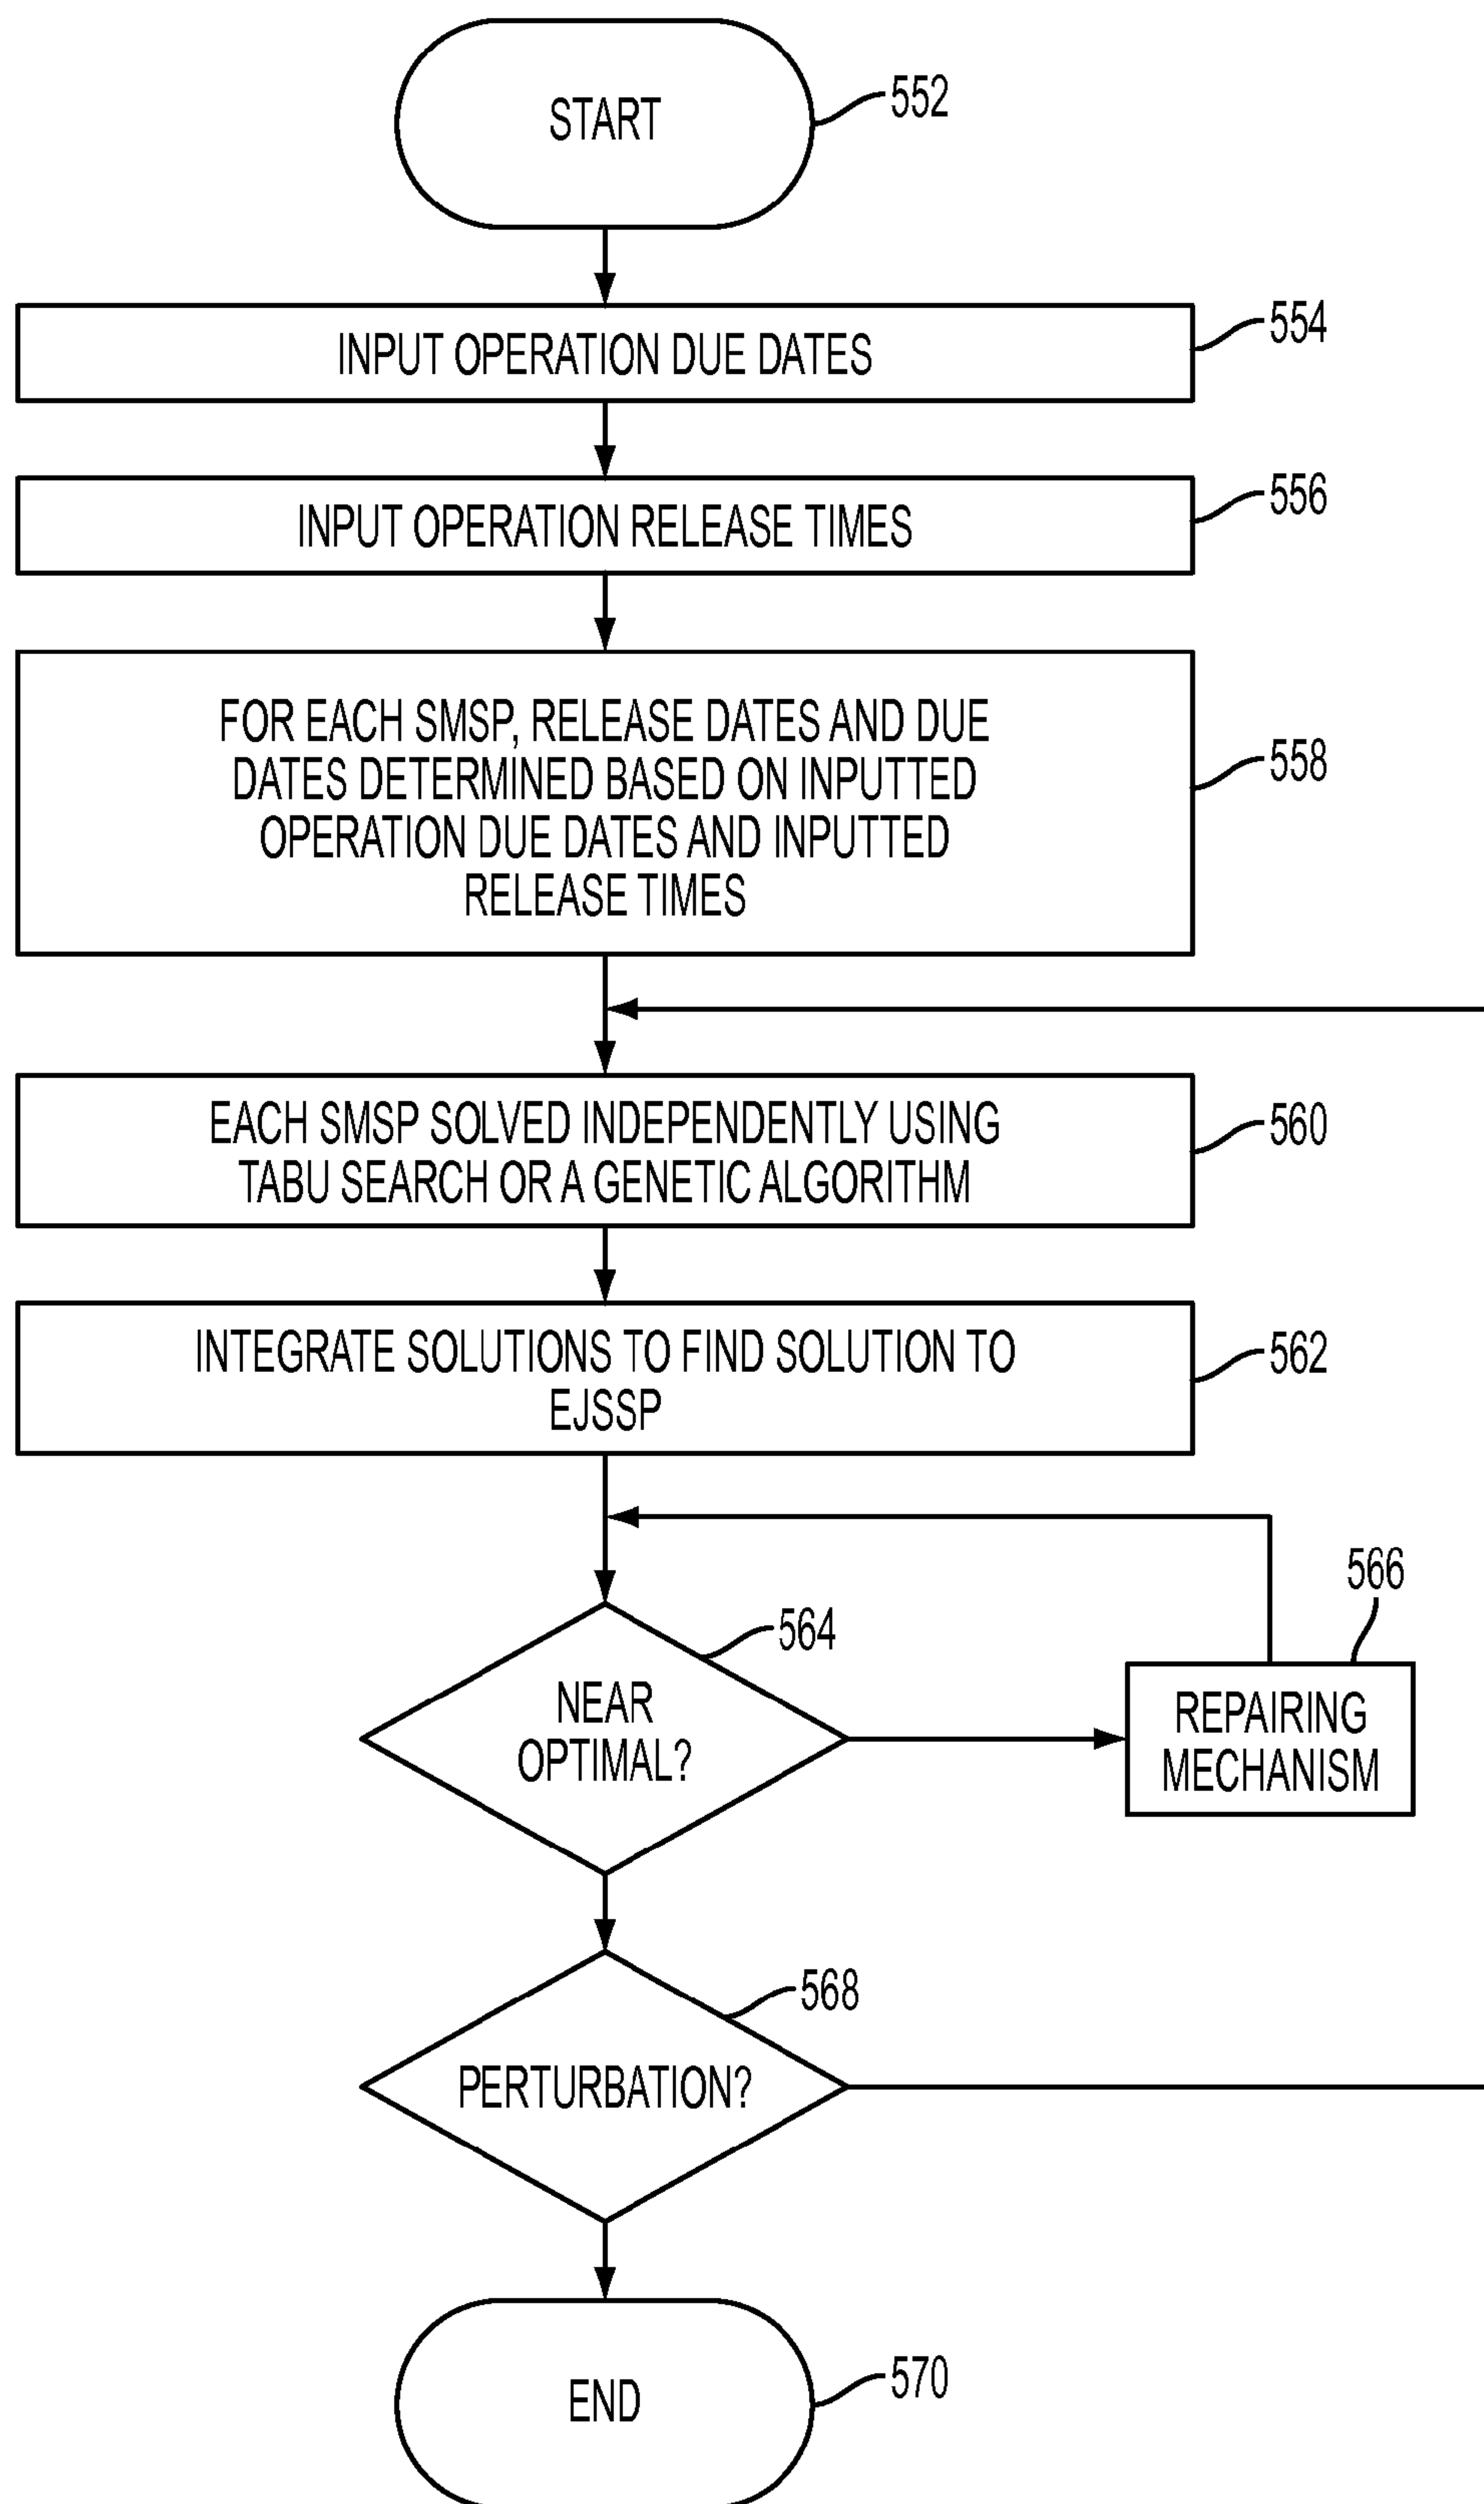 START
552
INPUT OPERATION DUE DATES
554
INPUT OPERATION RELEASE TIMES
556
FOR EACH SMSP, RELEASE DATES AND DUE
DATES DETERMINED BASED ON INPUTTED
OPERATION DUE DATES AND INPUTTED
RELEASE TIMES
558
EACH SMSP SOLVED INDEPENDENTLY USING
TABU SEARCH OR A GENETIC ALGORITHM
560
INTEGRATE SOLUTIONS TO FIND SOLUTION TO
EJSSP
562
NEAR
OPTIMAL?
564
REPAIRING
MECHANISM
566
PERTURBATION?
568
END
570